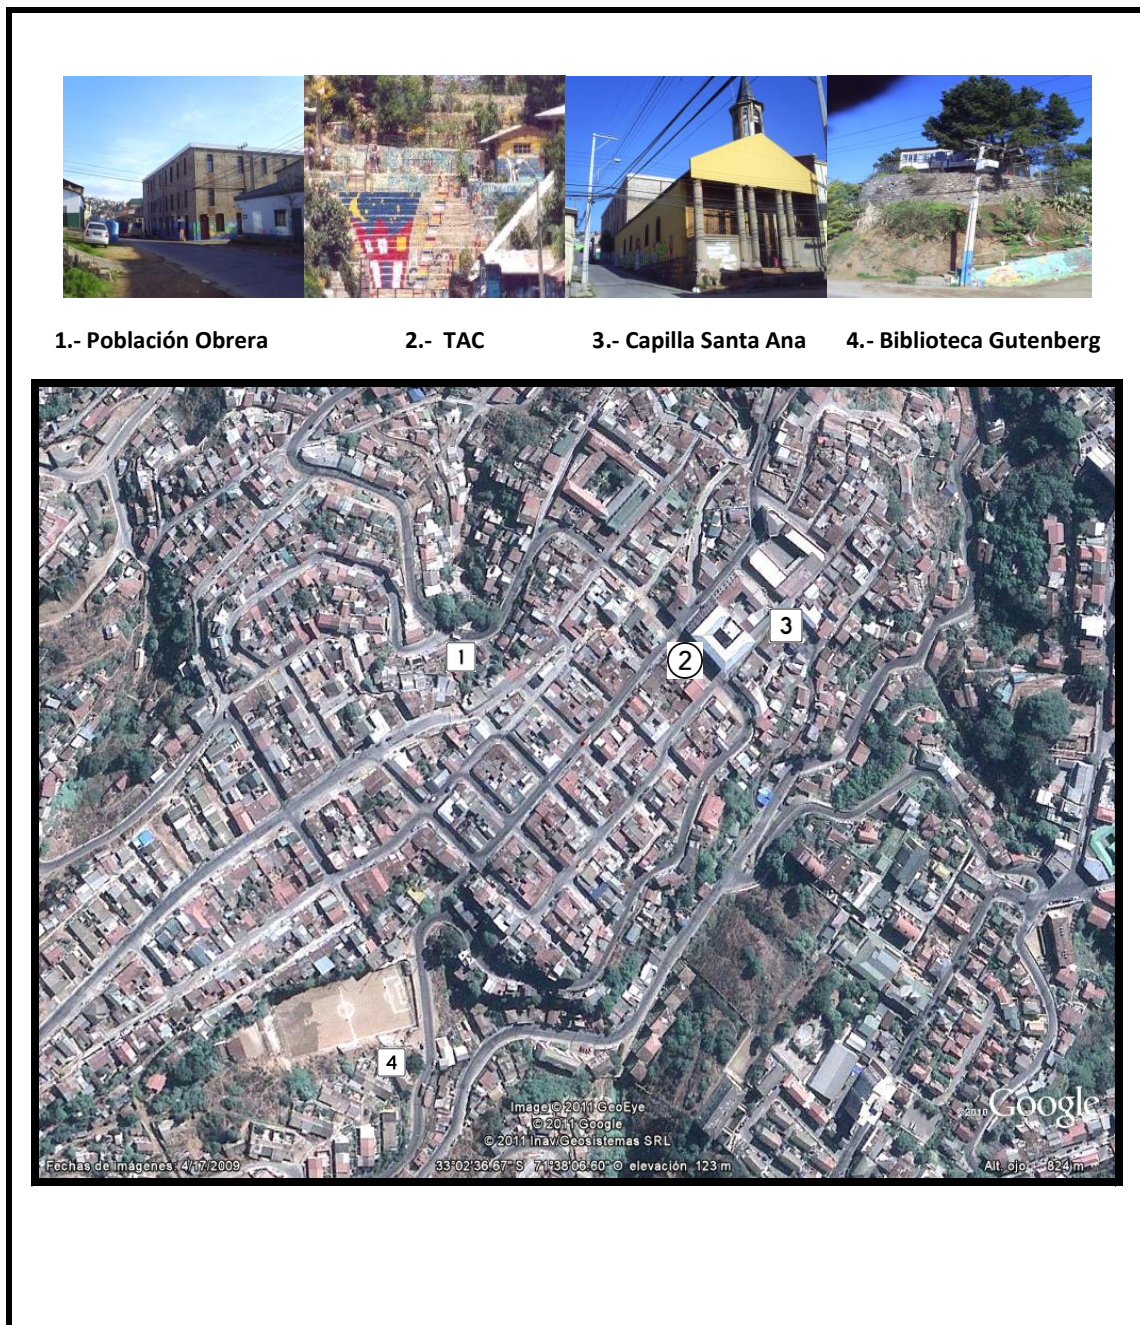 1.- Población Obrera
2.- TAC
3.- Capilla Santa Ana
4.- Biblioteca Gutenberg
1
2
3
4
Image © 2011 GeoEye
© 2011 Google
© 2011 Inav/Geosistemas SRL
©2010 Google
Fechas de imágenes: 4/17/2009
33°02'36.67" S 71°38'06.60" O elevación 123 m
Alt. ojo 824 m